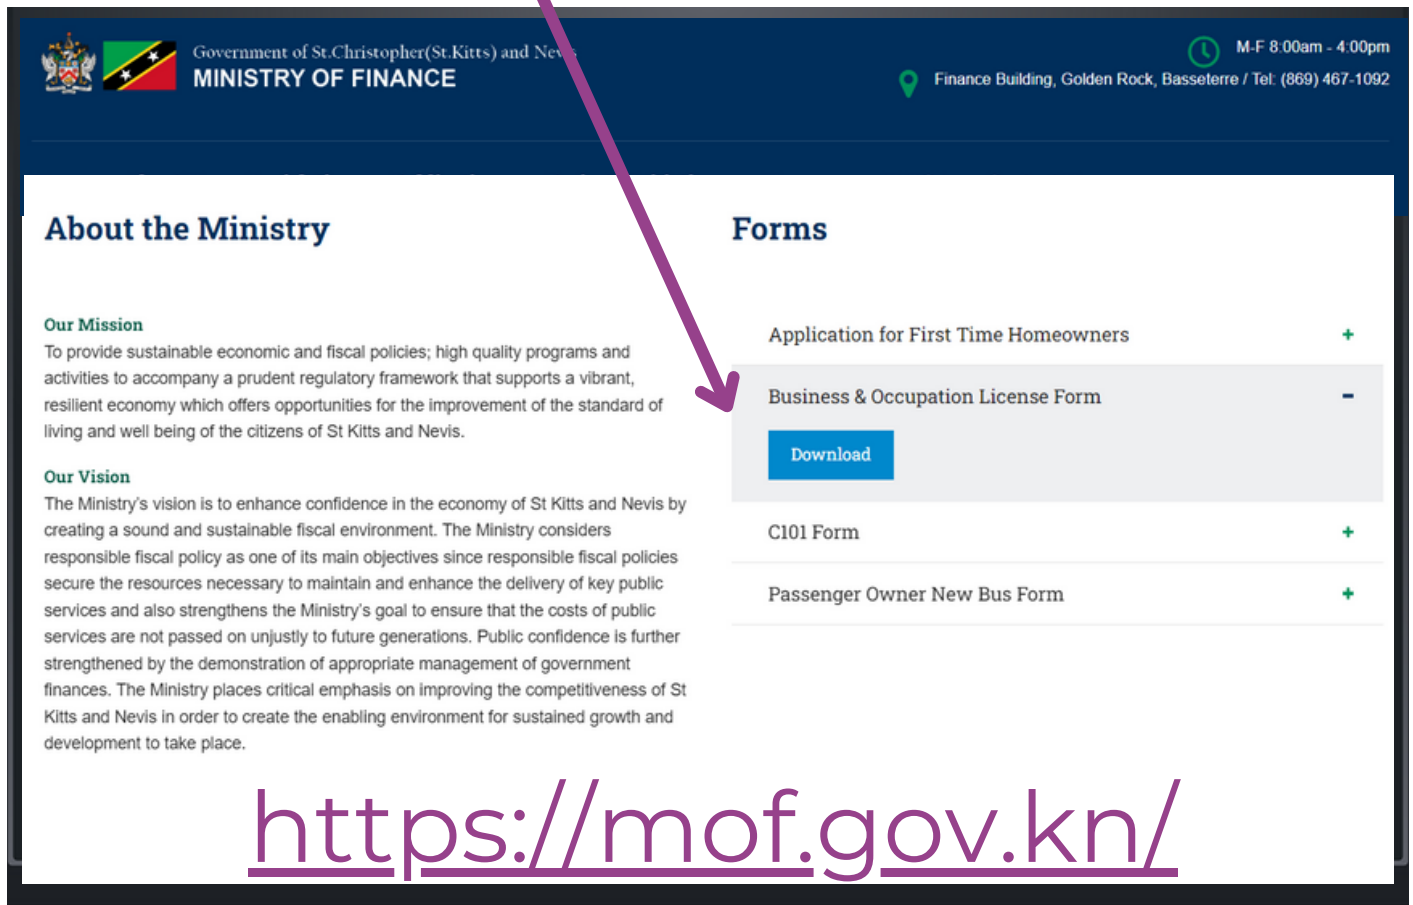 Government of St.Christopher(St.Kitts) and Nevis
MINISTRY OF FINANCE
M-F 8:00am - 4:00pm
Finance Building, Golden Rock, Basseterre / Tel: (869) 467-1092
About the Ministry
Our Mission
To provide sustainable economic and fiscal policies; high quality programs and
activities to accompany a prudent regulatory framework that supports a vibrant,
resilient economy which offers opportunities for the improvement of the standard of
living and well being of the citizens of St Kitts and Nevis.
Our Vision
The Ministry's vision is to enhance confidence in the economy of St Kitts and Nevis by
creating a sound and sustainable fiscal environment. The Ministry considers
responsible fiscal policy as one of its main objectives since responsible fiscal policies
secure the resources necessary to maintain and enhance the delivery of key public
services and also strengthens the Ministry's goal to ensure that the costs of public
services are not passed on unjustly to future generations. Public confidence is further
strengthened by the demonstration of appropriate management of government
finances. The Ministry places critical emphasis on improving the competitiveness of St
Kitts and Nevis in order to create the enabling environment for sustained growth and
development to take place.
Forms
Application for First Time Homeowners +
Business & Occupation License Form -
Download
C101 Form +
Passenger Owner New Bus Form +
https://mof.gov.kn/